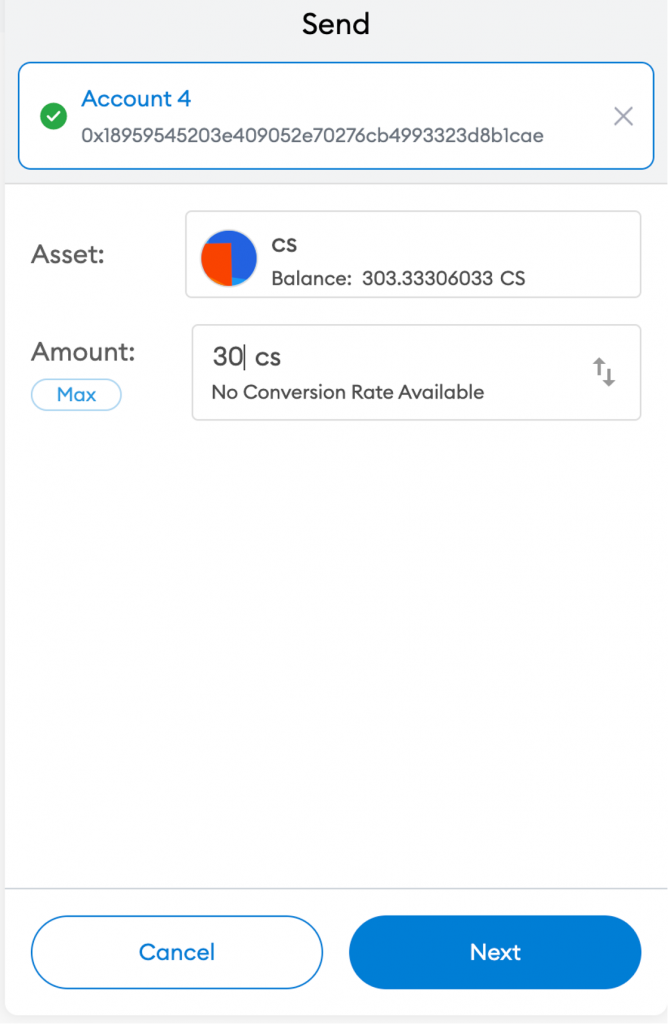 Send
Account 4
0x18959545203e409052e70276cb4993323d8b1cae
Asset:
CS
Balance: 303.33306033 CS
Amount:
Max
30 CS
No Conversion Rate Available
Cancel
Next